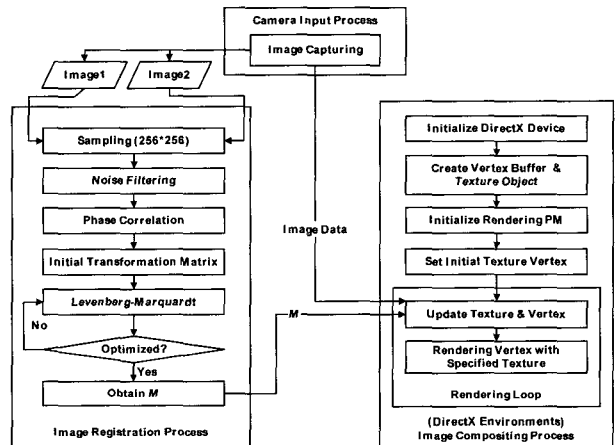 Camera Input Process
Image Capturing
Image1
Image2
Sampling (256*256)
Noise Filtering
Phase Correlation
Initial Transformation Matrix
Levenberg-Marquardt
No
Optimized?
Yes
Obtain M
Image Registration Process
Image Data
M
Initialize DirectX Device
Create Vertex Buffer &
Texture Object
Initialize Rendering PM
Set Initial Texture Vertex
Update Texture & Vertex
Rendering Vertex with
Specified Texture
Rendering Loop
(DirectX Environments)
Image Compositing Process